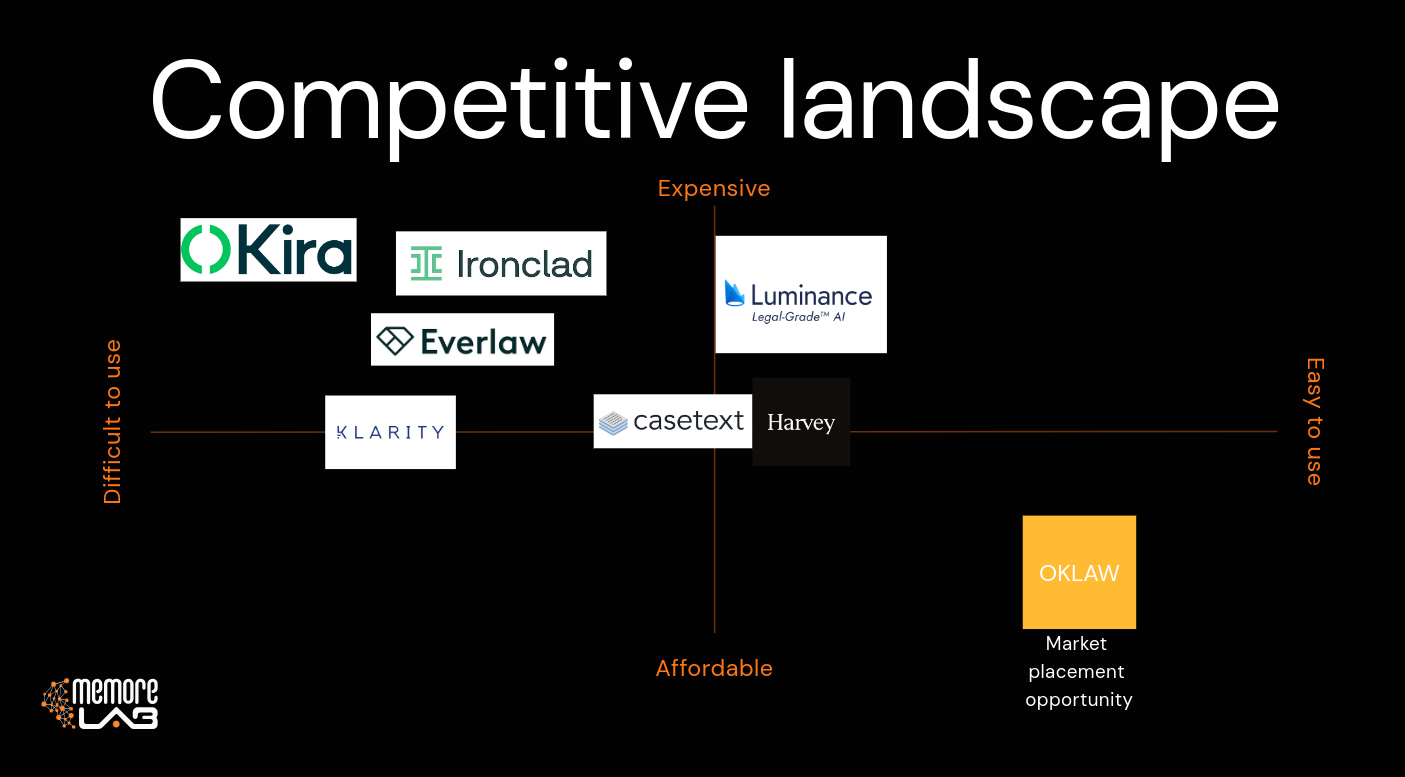 Competitive landscape
Expensive
Kira
Ironclad
Luminance
Legal-Grade™ AI
Everlaw
Difficult to use
Easy to use
KLARITY
casetext
Harvey
OKLAW
Market
placement
opportunity
Affordable
memore
LAB